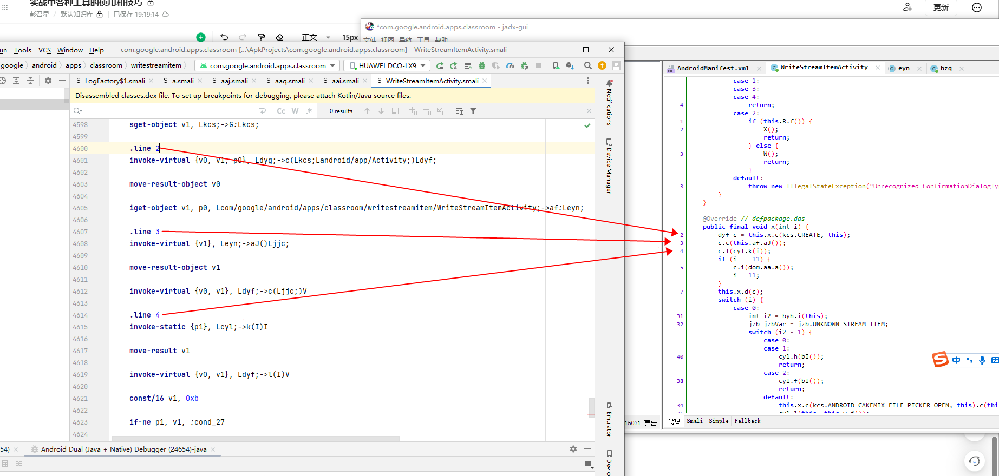 实战中各种工具的使用和技巧
彭召星 / 默认知识库 | 已保存 19:19:14
更新
正文
15px
*com.google.android.apps.classroom - jadx-gui
文件 视图 导航 工具 帮助
un Tools VCS Window Help com.google.android.apps.classroom [...\ApkProjects\com.google.android.apps.classroom] - WriteStreamItemActivity.smali
google android apps classroom writestreamitem com.google.android.apps.classroom HUAWEI DCO-LX9
LogFactory$1.smali a.smali aaj.smali aaq.smali aai.smali WriteStreamItemActivity.smali
Disassembled classes.dex file. To set up breakpoints for debugging, please attach Kotlin/Java source files.
Cc W .* 0 results
4598 sget-object v1, Lkcs;->G:Lkcs;
4599
4600 .line 2
4601 invoke-virtual {v0, v1, p0}, Ldyg;->c(Lkcs;Landroid/app/Activity;)Ldyf;
4602
4603 move-result-object v0
4604
4605 iget-object v1, p0, Lcom/google/android/apps/classroom/writestreamitem/WriteStreamItemActivity;->af:Leyn;
4606
4607 .line 3
4608 invoke-virtual {v1}, Leyn;->aJ()Ljjc;
4609
4610 move-result-object v1
4611
4612 invoke-virtual {v0, v1}, Ldyf;->c(Ljjc;)V
4613
4614 .line 4
4615 invoke-static {p1}, Lcyl;->k(I)I
4616
4617 move-result v1
4618
4619 invoke-virtual {v0, v1}, Ldyf;->l(I)V
4620
4621 const/16 v1, 0xb
4622
4623 if-ne p1, v1, :cond_27
4624
54) Android Dual (Java + Native) Debugger (24654)-java
Notifications
Device Manager
Emulator
Devic
15071 警告
AndroidManifest.xml WriteStreamItemActivity eyn bzq
case 1:
case 3:
case 4:
4 return;
case 2:
1 if (this.R.f()) {
2 X();
return;
} else {
3 W();
return;
}
default:
3 throw new IllegalStateException("Unrecognized ConfirmationDialogTy
}
}
@Override // defpackage.das
public final void x(int i) {
2 dyf c = this.x.c(kcs.CREATE, this);
3 c.c(this.af.aJ());
4 c.l(cyl.k(i));
if (i == 11) {
5 c.i(dom.aa.a());
i = 11;
}
7 this.x.d(c);
switch (i) {
case 0:
31 int i2 = byh.i(this);
32 jzb jzbVar = jzb.UNKNOWN_STREAM_ITEM;
switch (i2 - 1) {
case 0:
case 1:
40 cyl.h(bI());
return;
case 2:
38 cyl.f(bI());
return;
default:
34 this.x.c(kcs.ANDROID_CAKEMIX_FILE_PICKER_OPEN, this).c(thi
代码 Smali Simple Fallback
中